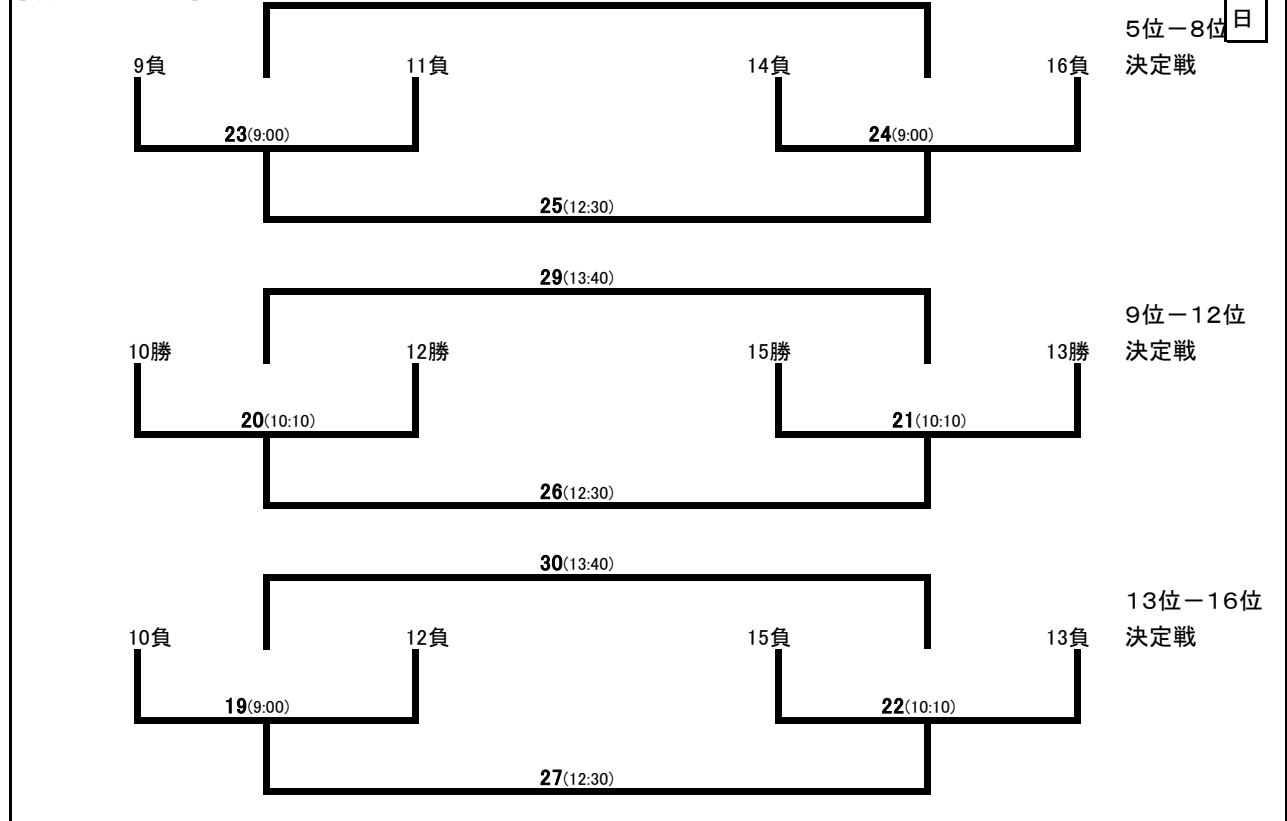 日
5位－8位
決定戦
9負 11負 14負 16負
23(9:00) 24(9:00)
25(12:30)
29(13:40)
9位－12位
決定戦
10勝 12勝 15勝 13勝
20(10:10) 21(10:10)
26(12:30)
30(13:40)
13位－16位
決定戦
10負 12負 15負 13負
19(9:00) 22(10:10)
27(12:30)